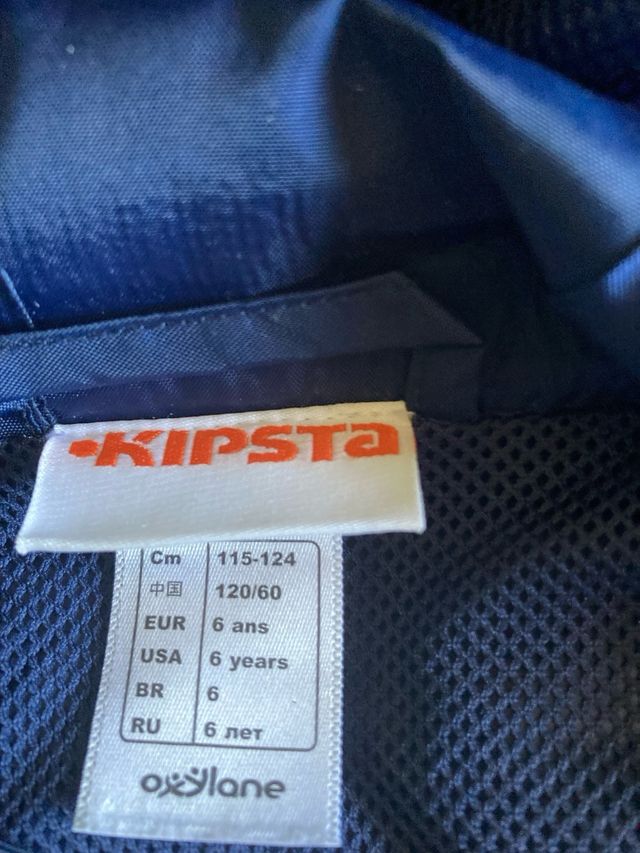 KIPSTA
Cm 115-124
中国 120/60
EUR 6 ans
USA 6 years
BR 6
RU 6 лет
oxylane